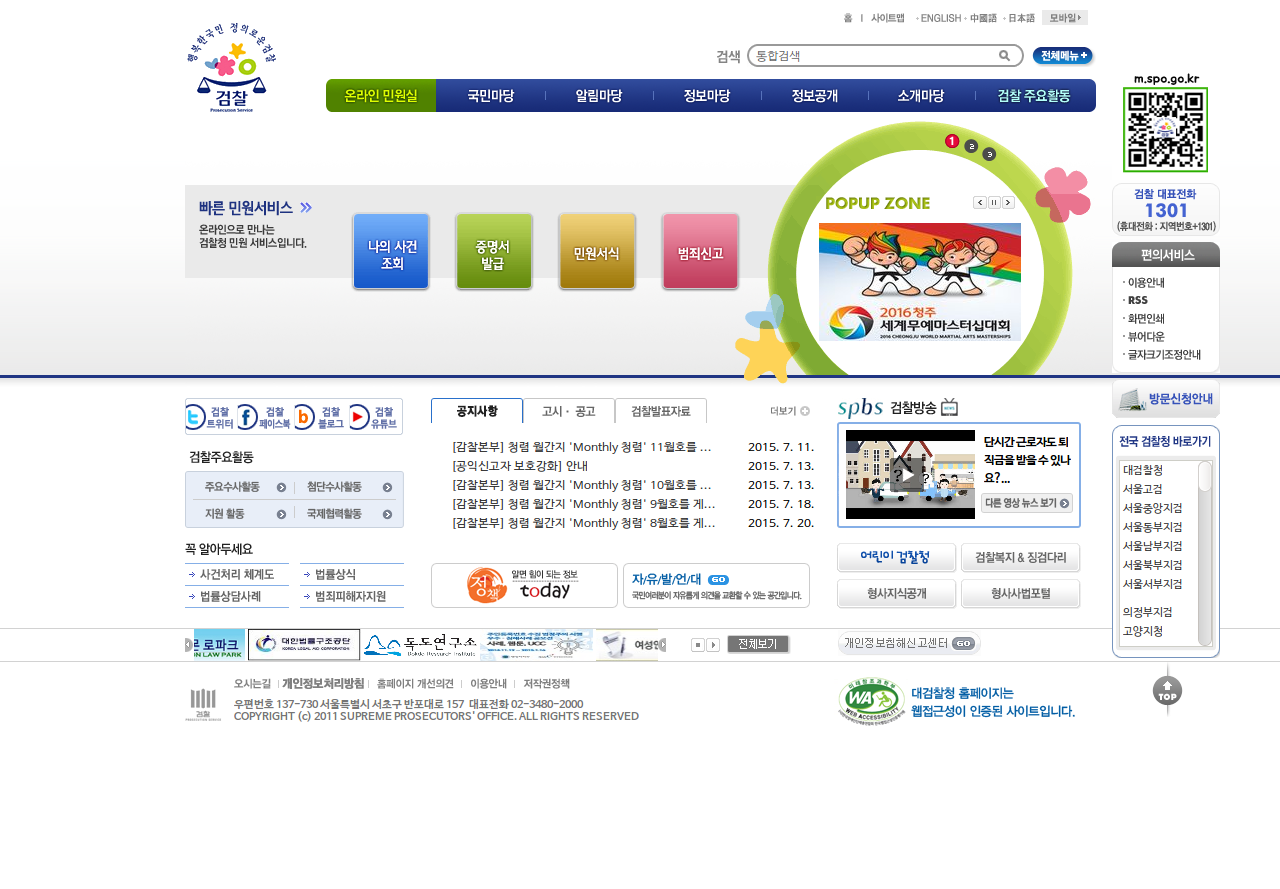 홈 | 사이트맵 · ENGLISH · 中國語 · 日本語 모바일
행복한국민 정의로운검찰
검찰
Prosecution Service
검색 통합검색 전체메뉴 +
온라인 민원실 국민마당 알림마당 정보마당 정보공개 소개마당 검찰 주요활동
m.spo.go.kr
검찰 대표전화
1301
(휴대전화 : 지역번호+1301)
편의서비스
· 이용안내
· RSS
· 화면인쇄
· 뷰어다운
· 글자크기조정안내
방문신청안내
빠른 민원서비스
온라인으로 만나는
검찰청 민원 서비스입니다.
나의 사건
조회
증명서
발급
민원서식
범죄신고
1 2 3
POPUP ZONE
2016 청주
세계무예마스터십대회
2016 CHEONGJU WORLD MARTIAL ARTS MASTERSHIPS
검찰
트위터
검찰
페이스북
검찰
블로그
검찰
유튜브
검찰주요활동
주요수사활동 첨단수사활동
지원 활동 국제협력활동
꼭 알아두세요
사건처리 체계도 법률상식
법률상담사례 범죄피해자지원
공지사항 고시 · 공고 검찰발표자료 더보기
[감찰본부] 청렴 월간지 'Monthly 청렴' 11월호를 ... 2015. 7. 11.
[공익신고자 보호강화] 안내 2015. 7. 13.
[감찰본부] 청렴 월간지 'Monthly 청렴' 10월호를 ... 2015. 7. 13.
[감찰본부] 청렴 월간지 'Monthly 청렴' 9월호를 게... 2015. 7. 18.
[감찰본부] 청렴 월간지 'Monthly 청렴' 8월호를 게... 2015. 7. 20.
정책
알면 힘이 되는 정보
today
자/유/발/언/대 GO
국민여러분이 자유롭게 의견을 교환할 수 있는 공간입니다.
spbs 검찰방송
단시간 근로자도 퇴
직금을 받을 수 있나
요?...
다른 영상 뉴스 보기
어린이 검찰청 검찰복지 & 징검다리
형사지식공개 형사사법포털
전국 검찰청 바로가기
대검찰청
서울고검
서울중앙지검
서울동부지검
서울남부지검
서울북부지검
서울서부지검
의정부지검
고양지청
로파크
ON LAW PARK
대한법률구조공단
KOREA LEGAL AID CORPORATION
독도연구소
Dokdo Research Institute
사례, 웹툰, UCC
여성
전체보기
개인정보침해신고센터 GO
오시는길 | 개인정보처리방침 | 홈페이지 개선의견 | 이용안내 | 저작권정책
검찰
PROSECUTION SERVICE
우편번호 137-730 서울특별시 서초구 반포대로 157 대표전화 02-3480-2000
COPYRIGHT (c) 2011 SUPREME PROSECUTORS' OFFICE. ALL RIGHTS RESERVED
WA
WEB ACCESSIBILITY
대검찰청 홈페이지는
웹접근성이 인증된 사이트입니다.
TOP